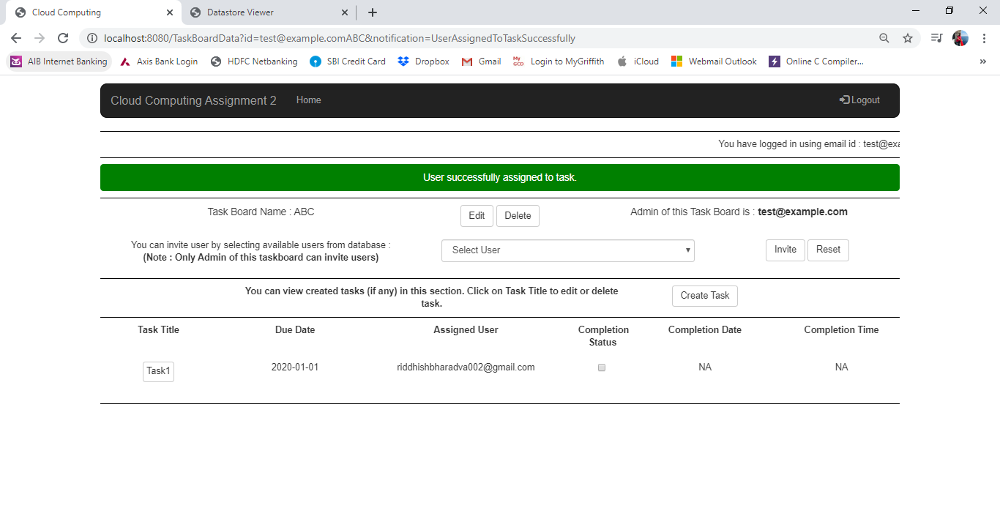 Cloud Computing
Datastore Viewer
localhost:8080/TaskBoardData?id=test@example.comABC&notification=UserAssignedToTaskSuccessfully
AIB Internet Banking
Axis Bank Login
HDFC Netbanking
SBI Credit Card
Dropbox
Gmail
My GCD
Login to MyGriffith
iCloud
Webmail Outlook
Online C Compiler...
Cloud Computing Assignment 2 Home Logout
You have logged in using email id : test@exa
User successfully assigned to task.
Task Board Name : ABC Edit Delete Admin of this Task Board is : test@example.com
You can invite user by selecting available users from database :
(Note : Only Admin of this taskboard can invite users)
Select User
Invite Reset
You can view created tasks (if any) in this section. Click on Task Title to edit or delete
task.
Create Task
Task Title Due Date Assigned User Completion Completion Date Completion Time
Status
Task1 2020-01-01 riddhishbharadva002@gmail.com NA NA